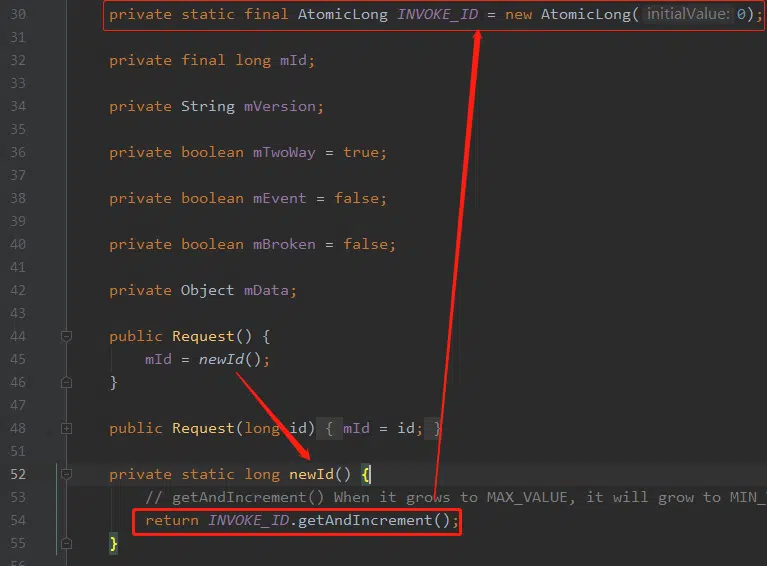 30 private static final AtomicLong INVOKE_ID = new AtomicLong( initialValue: 0);
31
32 private final long mId;
33
34 private String mVersion;
35
36 private boolean mTwoWay = true;
37
38 private boolean mEvent = false;
39
40 private boolean mBroken = false;
41
42 private Object mData;
43
44 public Request() {
45 mId = newId();
46 }
47
48 public Request(long id) { mId = id; }
51
52 private static long newId() {
53 // getAndIncrement() When it grows to MAX_VALUE, it will grow to MIN_
54 return INVOKE_ID.getAndIncrement();
55 }
56